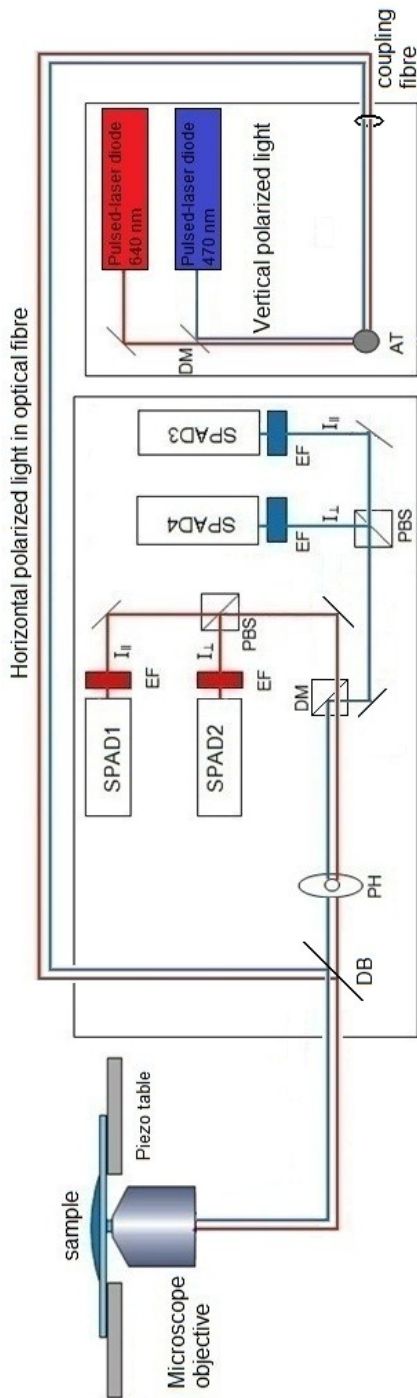 Horizontal polarized light in optical fibre
coupling
fibre
Pulsed-laser diode
640 nm
Pulsed-laser diode
470 nm
Vertical polarized light
DM
AT
SPAD3
EF
I||
SPAD4
EF
I⊥
PBS
SPAD1
EF
I||
SPAD2
EF
I⊥
PBS
DM
PH
DB
sample
Piezo table
Microscope
objective